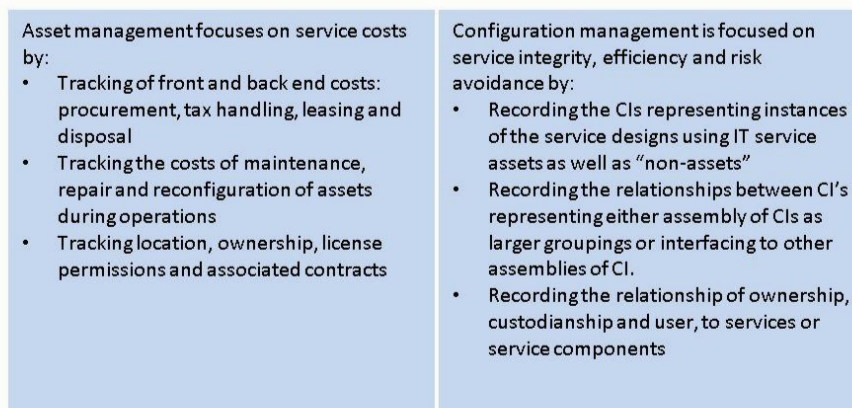 Asset management focuses on service costs
by:
• Tracking of front and back end costs:
procurement, tax handling, leasing and
disposal
• Tracking the costs of maintenance,
repair and reconfiguration of assets
during operations
• Tracking location, ownership, license
permissions and associated contracts
Configuration management is focused on
service integrity, efficiency and risk
avoidance by:
• Recording the CIs representing instances
of the service designs using IT service
assets as well as “non-assets”
• Recording the relationships between CI's
representing either assembly of CIs as
larger groupings or interfacing to other
assemblies of CI.
• Recording the relationship of ownership,
custodianship and user, to services or
service components